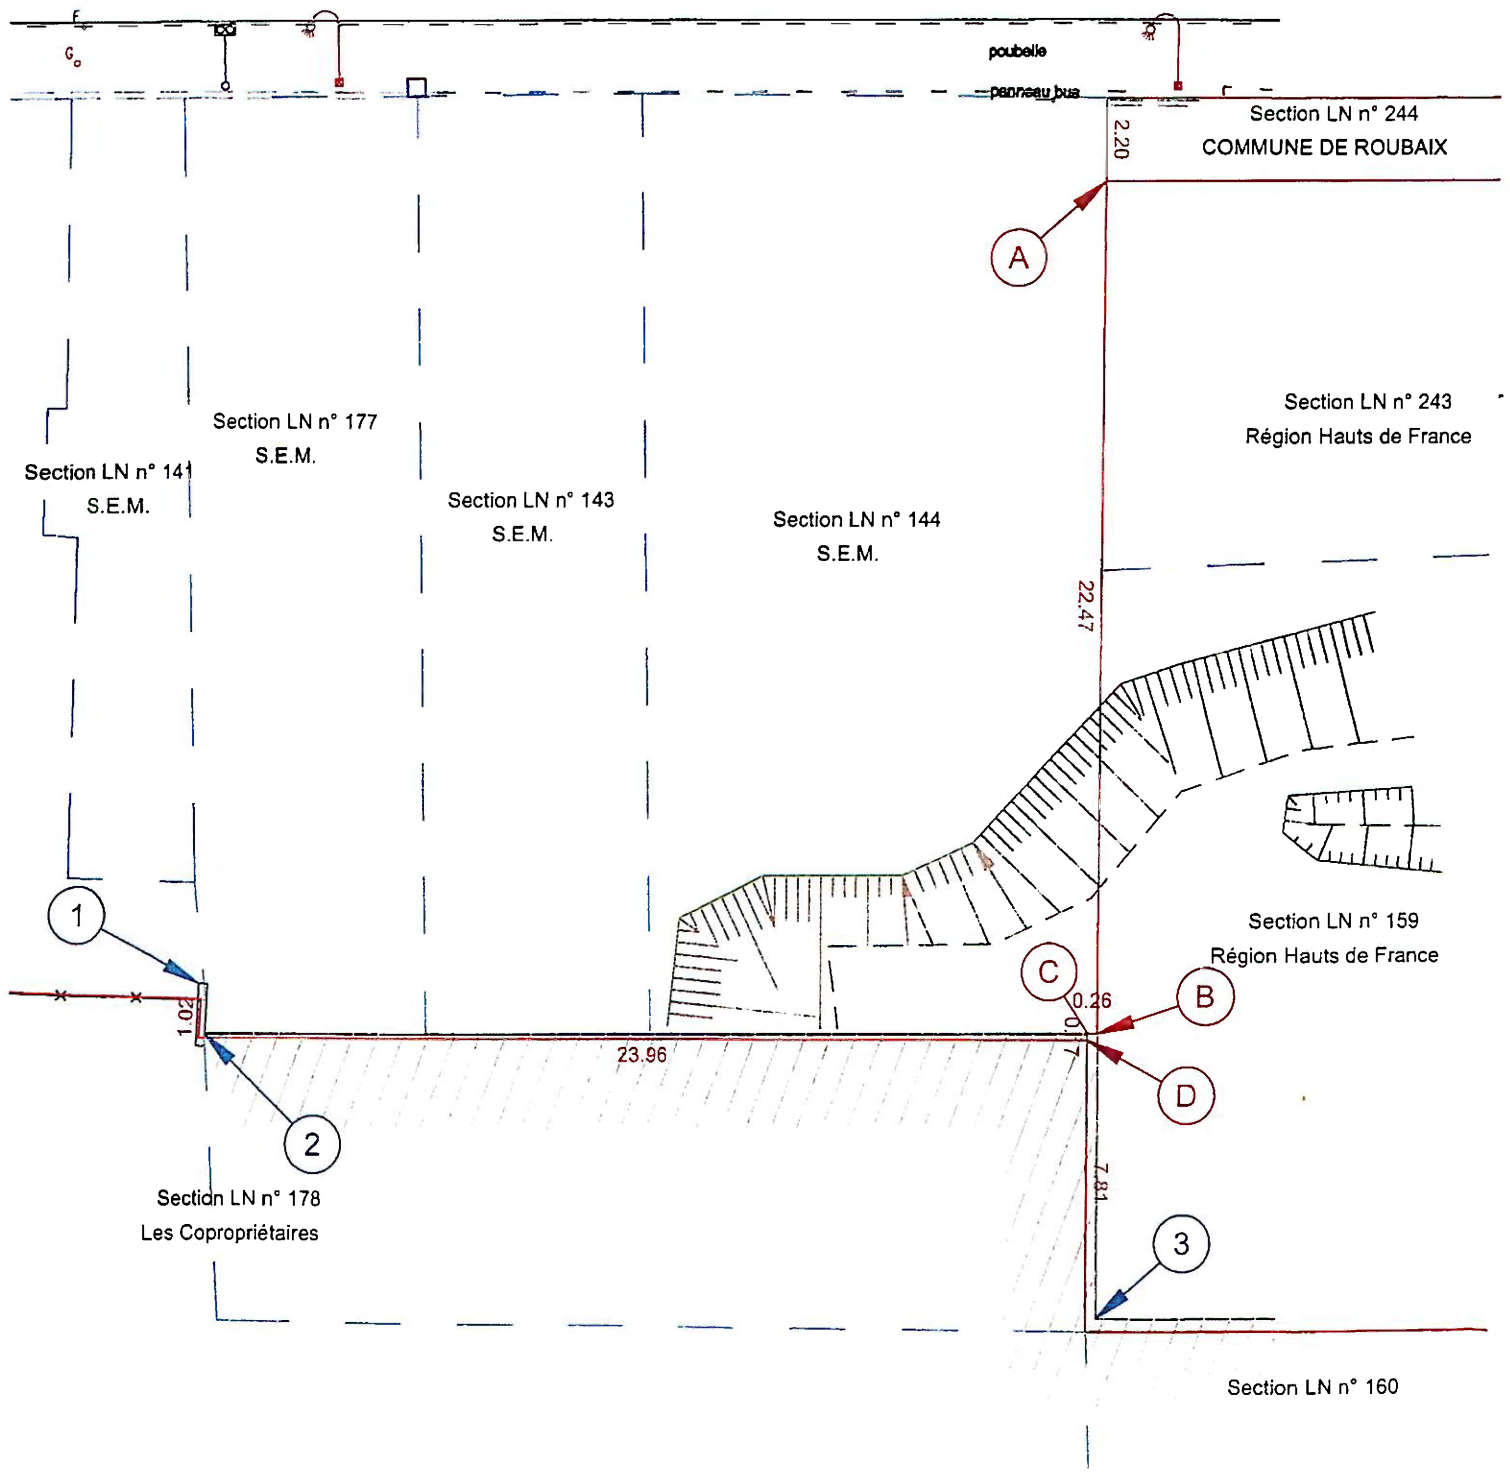 E
G
poubelle
panneau bus
Section LN n° 244
COMMUNE DE ROUBAIX
2.20
A
Section LN n° 243
Région Hauts de France
Section LN n° 177
S.E.M.
Section LN n° 141
S.E.M.
Section LN n° 143
S.E.M.
Section LN n° 144
S.E.M.
22.47
1
Section LN n° 159
Région Hauts de France
C
0.26
B
1.02
23.96
D
2
7.81
Section LN n° 178
Les Copropriétaires
3
Section LN n° 160